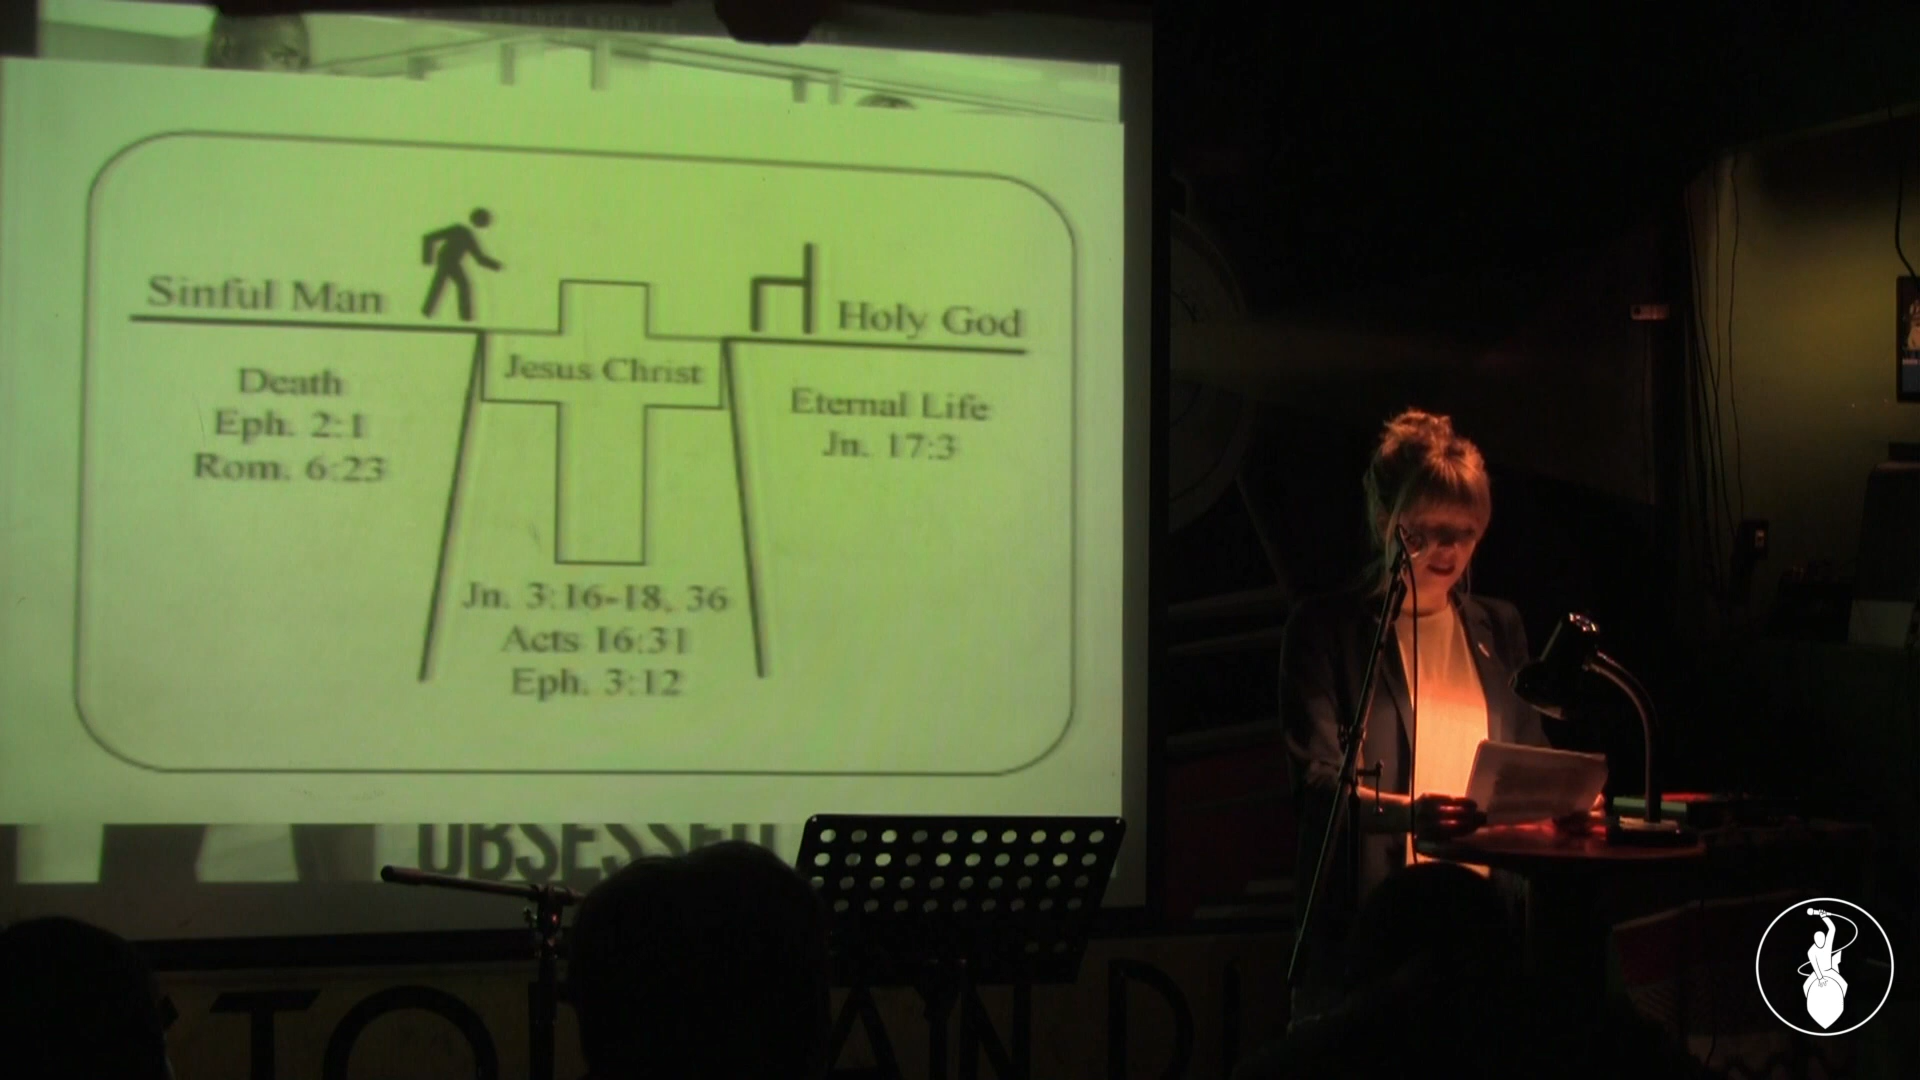 Sinful Man
Holy God
Jesus Christ
Death
Eph. 2:1
Rom. 6:23
Eternal Life
Jn. 17:3
Jn. 3:16-18, 36
Acts 16:31
Eph. 3:12
OBSESSED